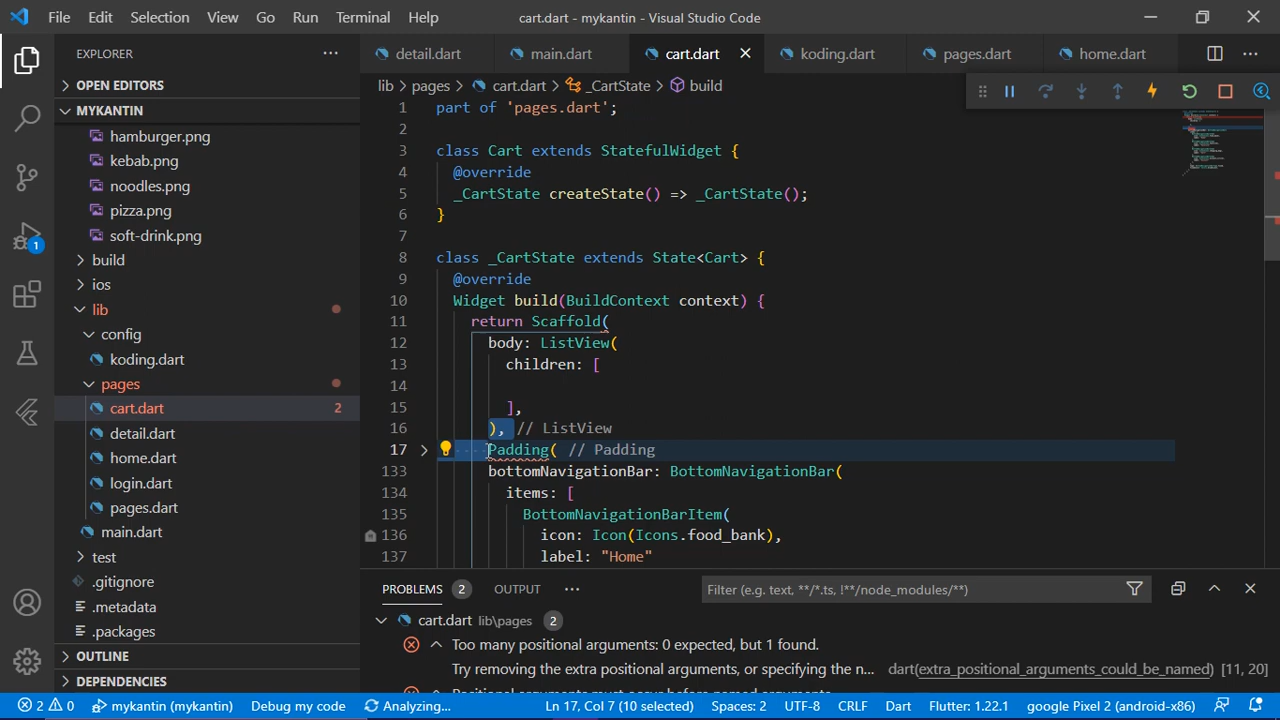 File Edit Selection View Go Run Terminal Help cart.dart - mykantin - Visual Studio Code
EXPLORER
detail.dart main.dart cart.dart koding.dart pages.dart home.dart
OPEN EDITORS
lib > pages > cart.dart > _CartState > build
MYKANTIN
hamburger.png
kebab.png
noodles.png
pizza.png
soft-drink.png
build
ios
lib
config
koding.dart
pages
cart.dart 2
detail.dart
home.dart
login.dart
pages.dart
main.dart
test
.gitignore
.metadata
.packages
OUTLINE
DEPENDENCIES
1
1 part of 'pages.dart';
2
3 class Cart extends StatefulWidget {
4 @override
5 _CartState createState() => _CartState();
6 }
7
8 class _CartState extends State<Cart> {
9 @override
10 Widget build(BuildContext context) {
11 return Scaffold(
12 body: ListView(
13 children: [
14
15 ],
16 ), // ListView
17 Padding( // Padding
133 bottomNavigationBar: BottomNavigationBar(
134 items: [
135 BottomNavigationBarItem(
136 icon: Icon(Icons.food_bank),
137 label: "Home"
PROBLEMS 2 OUTPUT Filter (e.g. text, **/*.ts, !**/node_modules/**)
cart.dart lib\pages 2
Too many positional arguments: 0 expected, but 1 found.
Try removing the extra positional arguments, or specifying the n... dart(extra_positional_arguments_could_be_named) [11, 20]
Positional arguments must occur before named arguments.
2 0 mykantin (mykantin) Debug my code Analyzing... Ln 17, Col 7 (10 selected) Spaces: 2 UTF-8 CRLF Dart Flutter: 1.22.1 google Pixel 2 (android-x86)